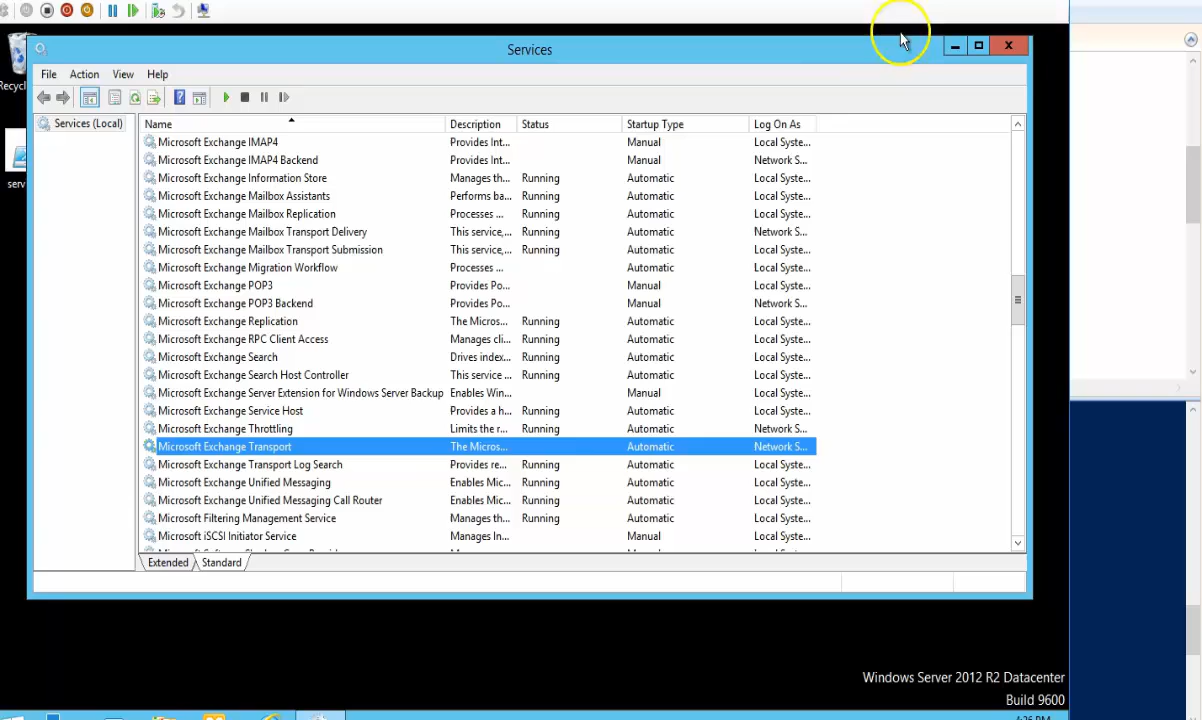 Services
File Action View Help
Recycl
serv
Services (Local)
Name Description Status Startup Type Log On As
Microsoft Exchange IMAP4 Provides Int... Manual Local Syste...
Microsoft Exchange IMAP4 Backend Provides Int... Manual Network S...
Microsoft Exchange Information Store Manages th... Running Automatic Local Syste...
Microsoft Exchange Mailbox Assistants Performs ba... Running Automatic Local Syste...
Microsoft Exchange Mailbox Replication Processes ... Running Automatic Local Syste...
Microsoft Exchange Mailbox Transport Delivery This service,... Running Automatic Network S...
Microsoft Exchange Mailbox Transport Submission This service,... Running Automatic Local Syste...
Microsoft Exchange Migration Workflow Processes ... Automatic Local Syste...
Microsoft Exchange POP3 Provides Po... Manual Local Syste...
Microsoft Exchange POP3 Backend Provides Po... Manual Network S...
Microsoft Exchange Replication The Micros... Running Automatic Local Syste...
Microsoft Exchange RPC Client Access Manages cli... Running Automatic Local Syste...
Microsoft Exchange Search Drives index... Running Automatic Local Syste...
Microsoft Exchange Search Host Controller This service ... Running Automatic Local Syste...
Microsoft Exchange Server Extension for Windows Server Backup Enables Win... Manual Local Syste...
Microsoft Exchange Service Host Provides a h... Running Automatic Local Syste...
Microsoft Exchange Throttling Limits the r... Running Automatic Network S...
Microsoft Exchange Transport The Micros... Automatic Network S...
Microsoft Exchange Transport Log Search Provides re... Running Automatic Local Syste...
Microsoft Exchange Unified Messaging Enables Mic... Running Automatic Local Syste...
Microsoft Exchange Unified Messaging Call Router Enables Mic... Running Automatic Local Syste...
Microsoft Filtering Management Service Manages th... Running Automatic Local Syste...
Microsoft iSCSI Initiator Service Manages In... Manual Local Syste...
Extended Standard
Windows Server 2012 R2 Datacenter
Build 9600